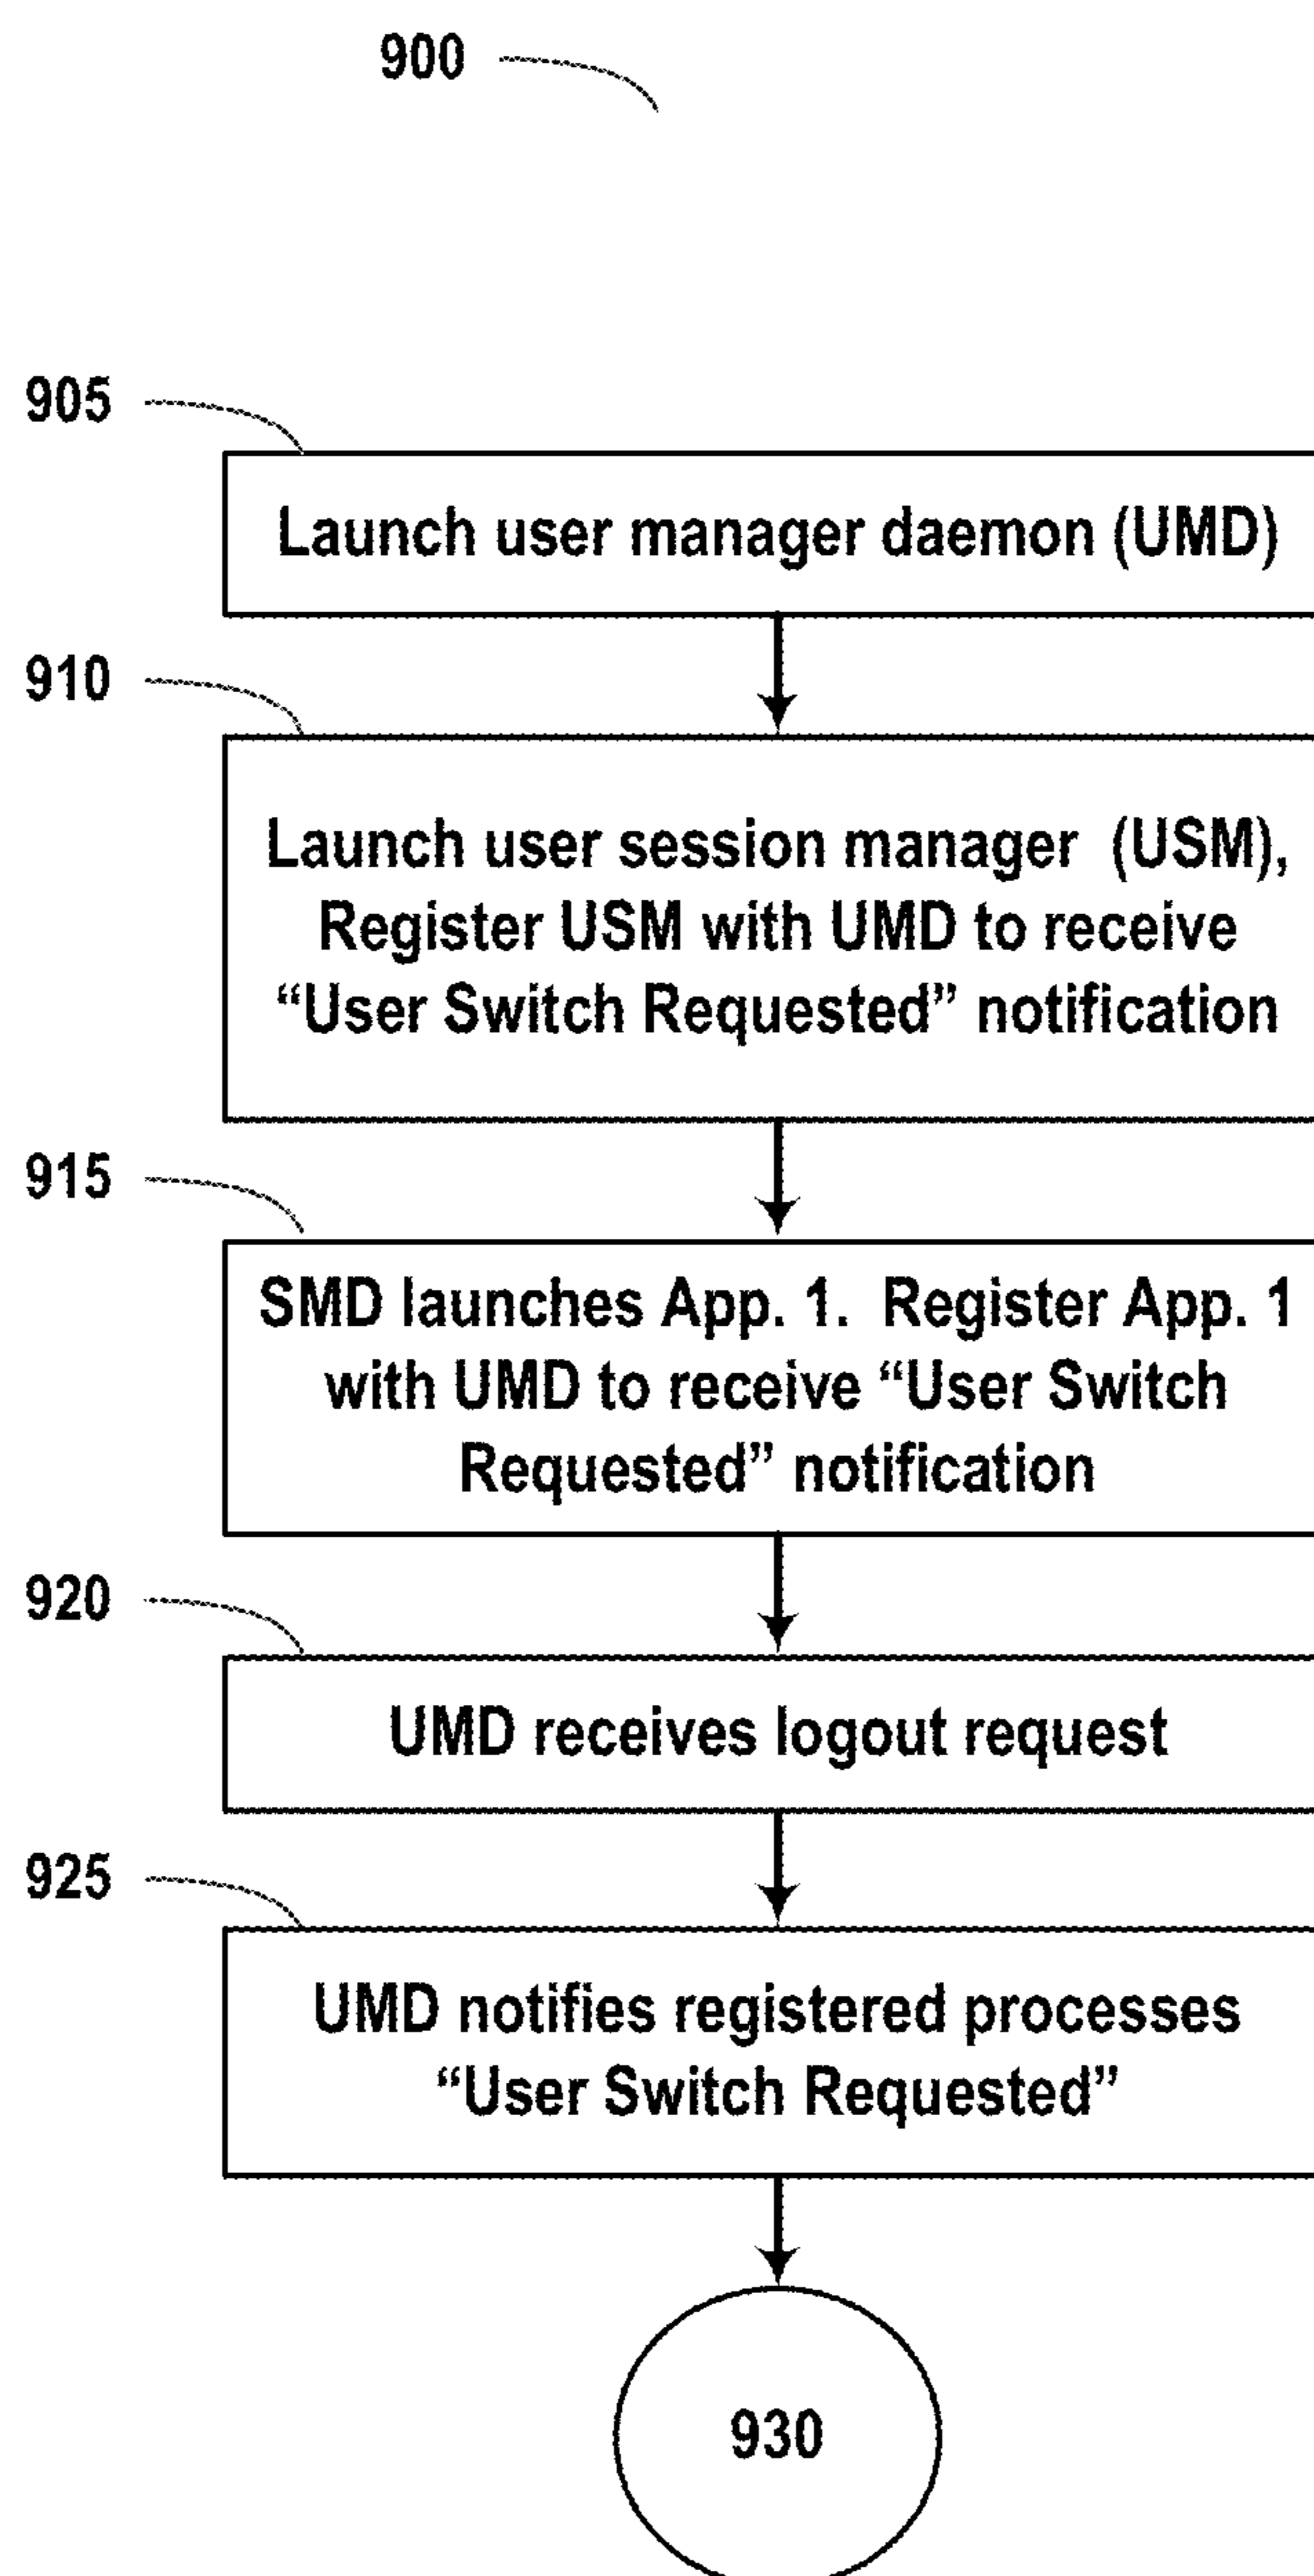 900
905
Launch user manager daemon (UMD)
910
Launch user session manager (USM),
Register USM with UMD to receive
“User Switch Requested” notification
915
SMD launches App. 1. Register App. 1
with UMD to receive “User Switch
Requested” notification
920
UMD receives logout request
925
UMD notifies registered processes
“User Switch Requested”
930